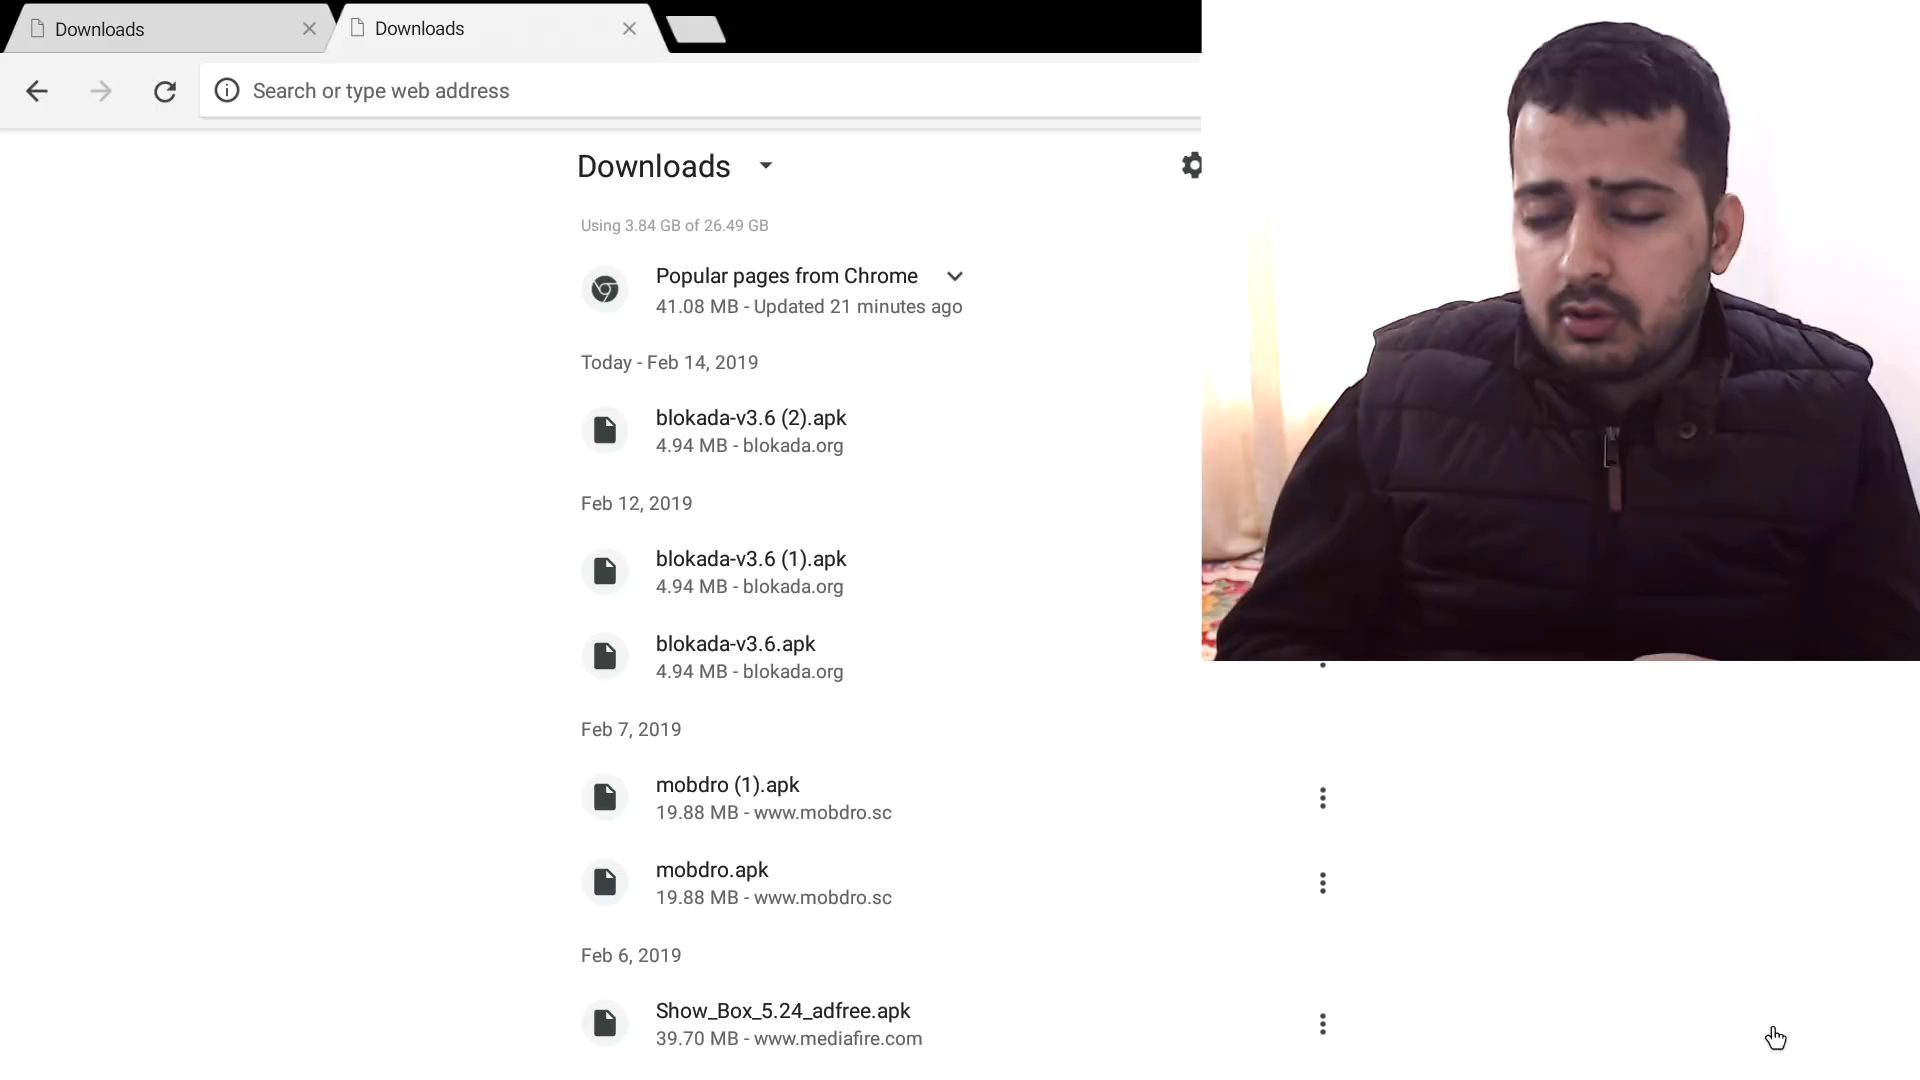 Downloads
Downloads
Search or type web address
Downloads
Using 3.84 GB of 26.49 GB
Popular pages from Chrome
41.08 MB - Updated 21 minutes ago
Today - Feb 14, 2019
blokada-v3.6 (2).apk
4.94 MB - blokada.org
Feb 12, 2019
blokada-v3.6 (1).apk
4.94 MB - blokada.org
blokada-v3.6.apk
4.94 MB - blokada.org
Feb 7, 2019
mobdro (1).apk
19.88 MB - www.mobdro.sc
mobdro.apk
19.88 MB - www.mobdro.sc
Feb 6, 2019
Show_Box_5.24_adfree.apk
39.70 MB - www.mediafire.com